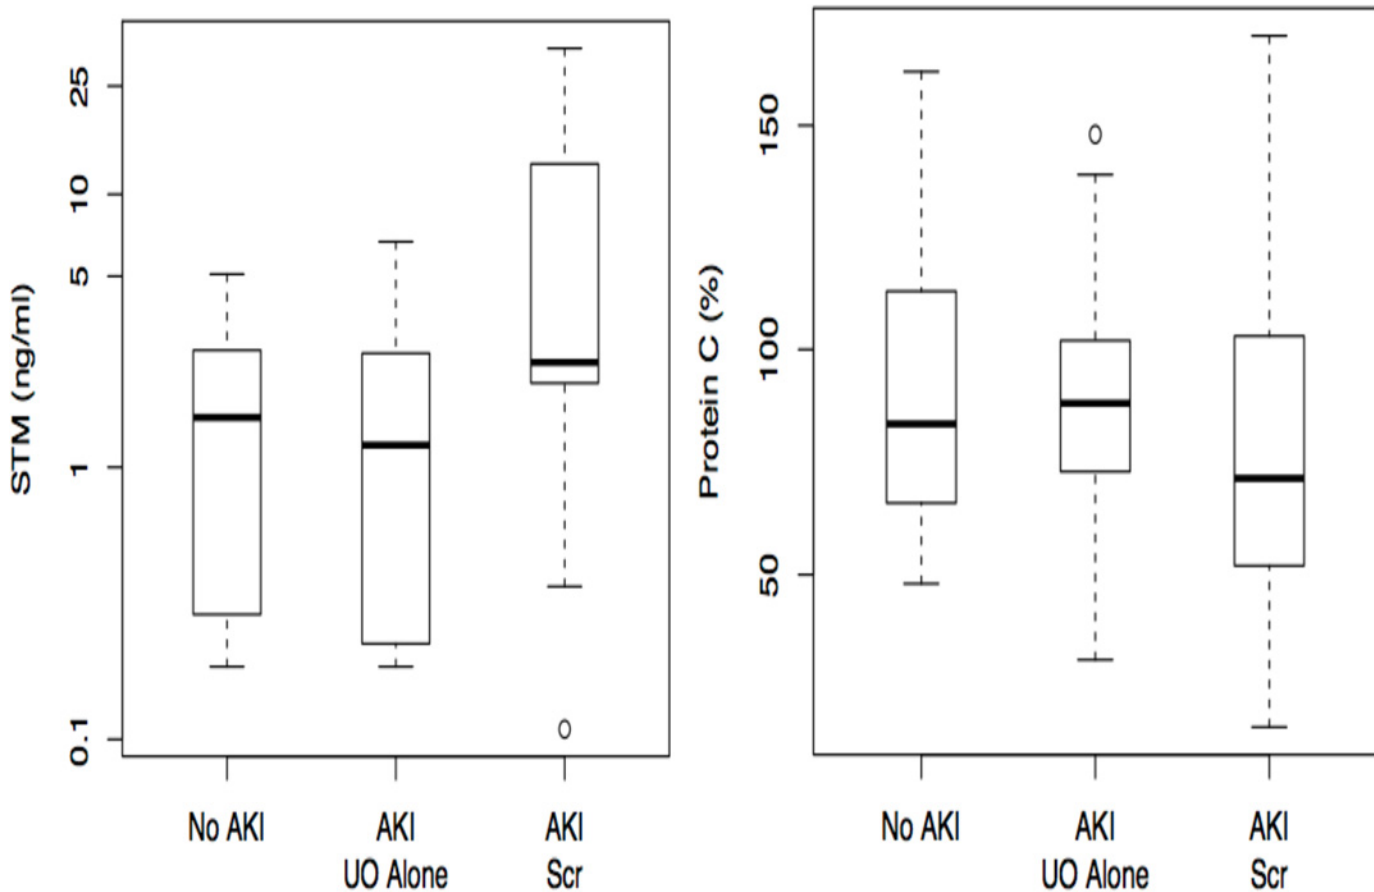 STM (ng/ml)
25
10
5
1
0.1
No AKI
AKI
UO Alone
AKI
Scr
Protein C (%)
150
100
50
No AKI
AKI
UO Alone
AKI
Scr